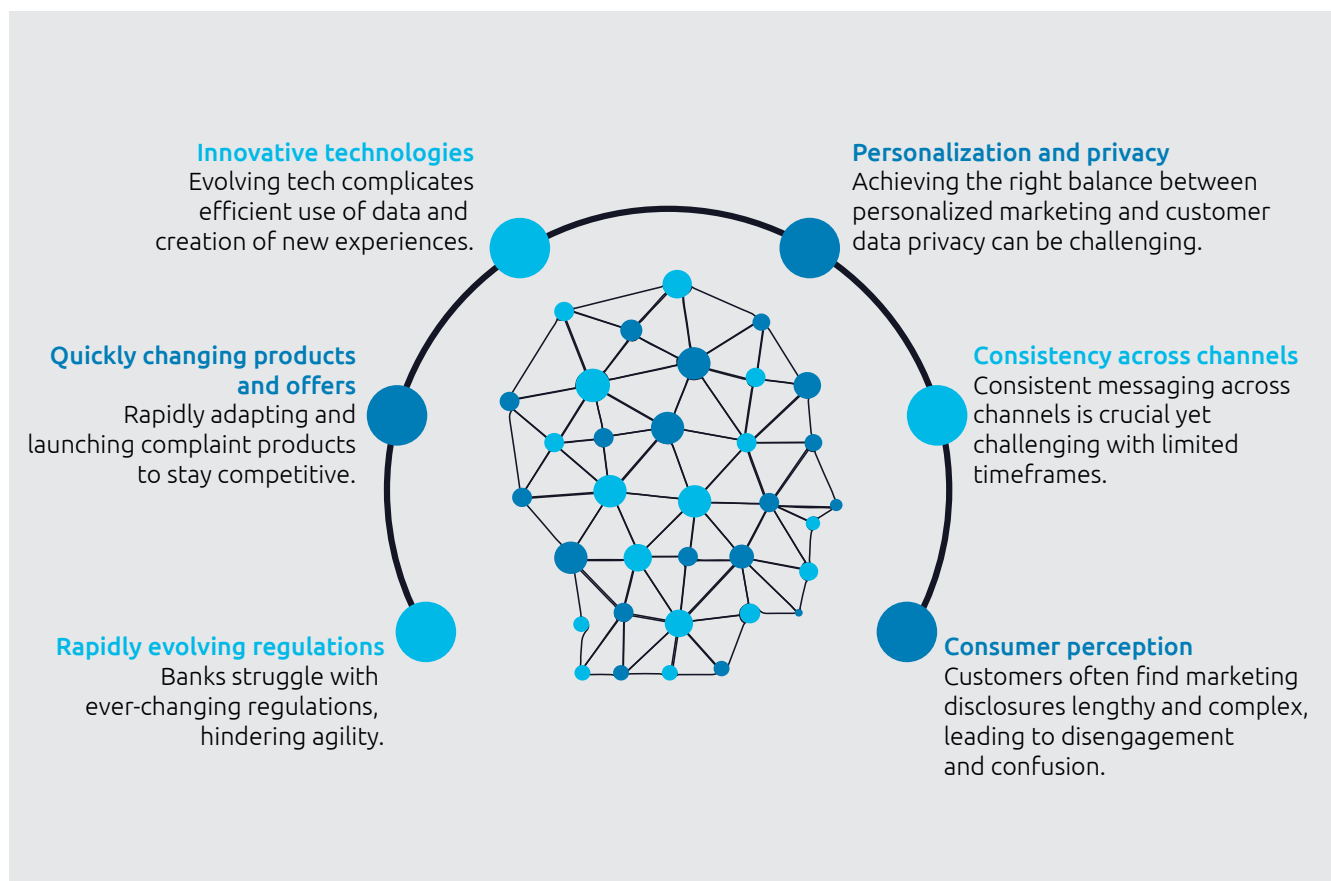 Innovative technologies
Evolving tech complicates
efficient use of data and
creation of new experiences.
Quickly changing products
and offers
Rapidly adapting and
launching complaint products
to stay competitive.
Rapidly evolving regulations
Banks struggle with
ever-changing regulations,
hindering agility.
Personalization and privacy
Achieving the right balance between
personalized marketing and customer
data privacy can be challenging.
Consistency across channels
Consistent messaging across
channels is crucial yet
challenging with limited
timeframes.
Consumer perception
Customers often find marketing
disclosures lengthy and complex,
leading to disengagement
and confusion.